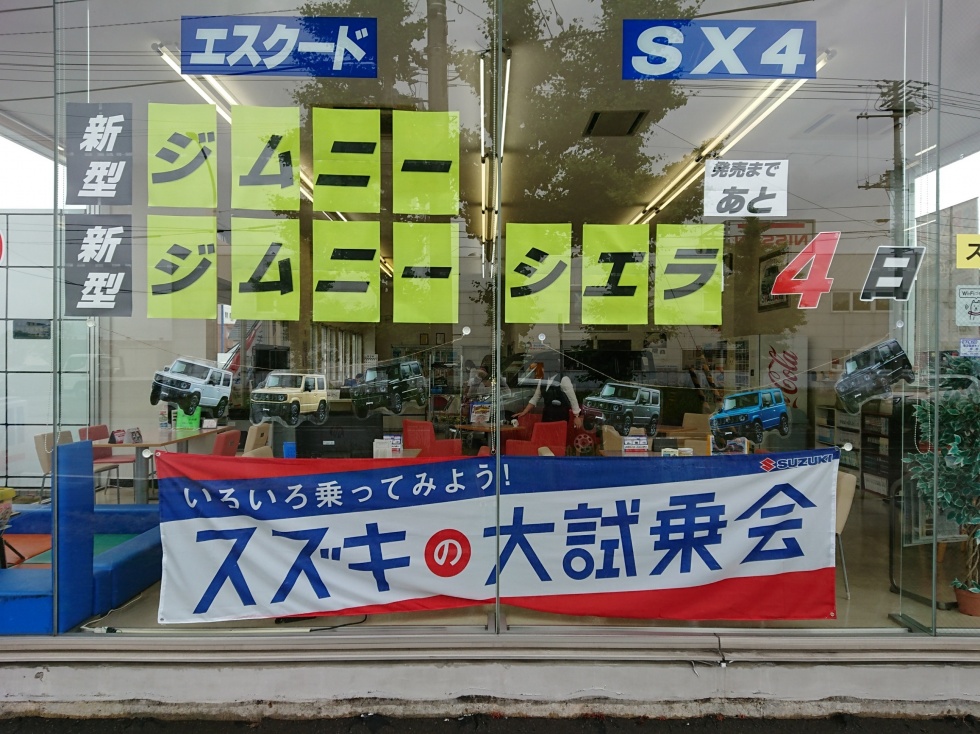 エスクード
SX4
新型 ジムニー
発売まで
あと
新型 ジムニーシエラ 4日
Coca-Cola
いろいろ乗ってみよう!
SUZUKI
スズキの大試乗会